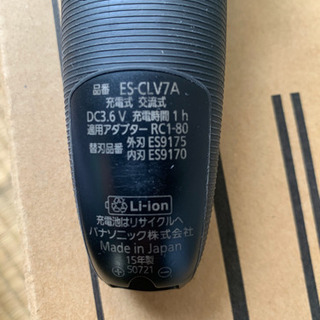 品番 ES-CLV7A
充電式 交流式
DC3.6 V 充電時間 1 h
適用アダプター RC1-80
替刃品番 外刃 ES9175
内刃 ES9170
Li-ion
充電池はリサイクルへ
パナソニック株式会社
Made in Japan
15年製
50721